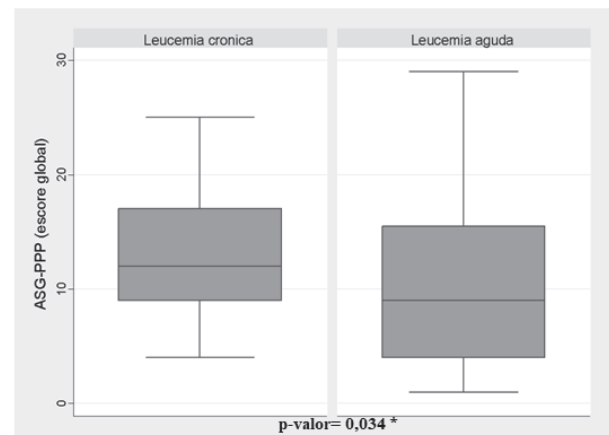 Leucemia cronica
Leucemia aguda
ASG-PPP (escore global)
30
20
10
0
p-valor= 0,034 *